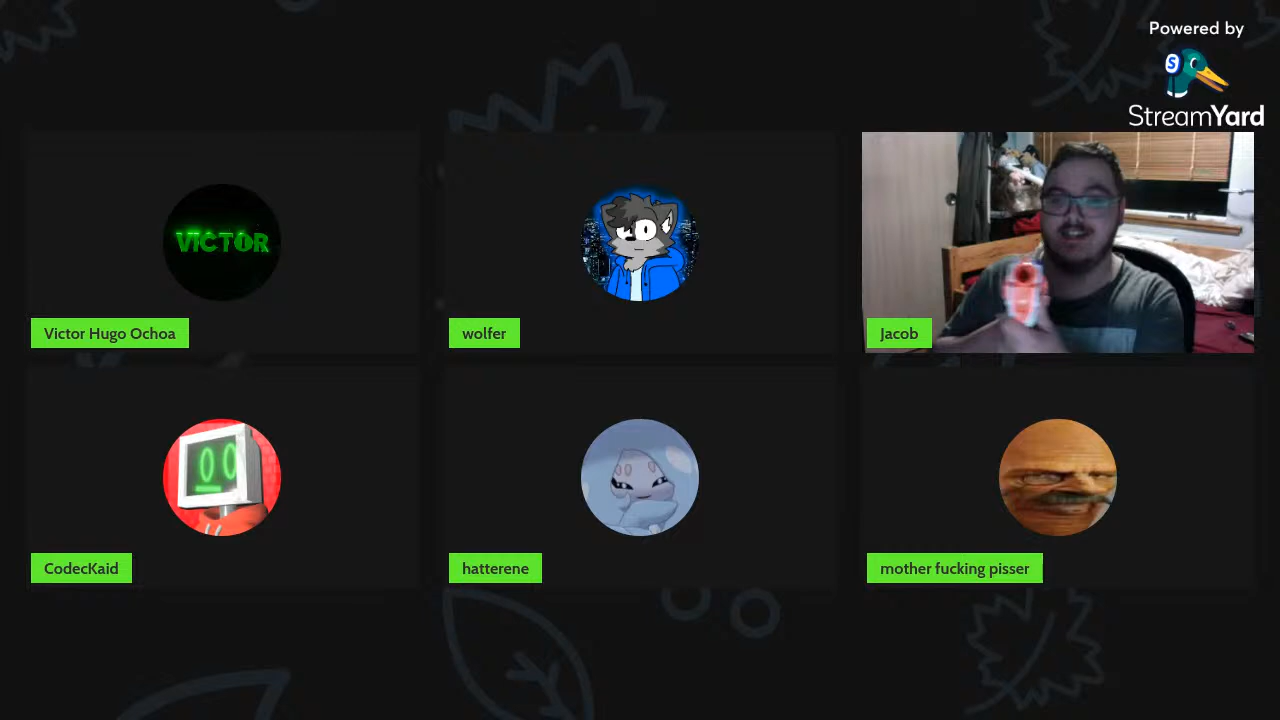 Powered by
S
StreamYard
VICTOR
Victor Hugo Ochoa
wolfer
Jacob
CodecKaid
hatterene
mother fucking pisser